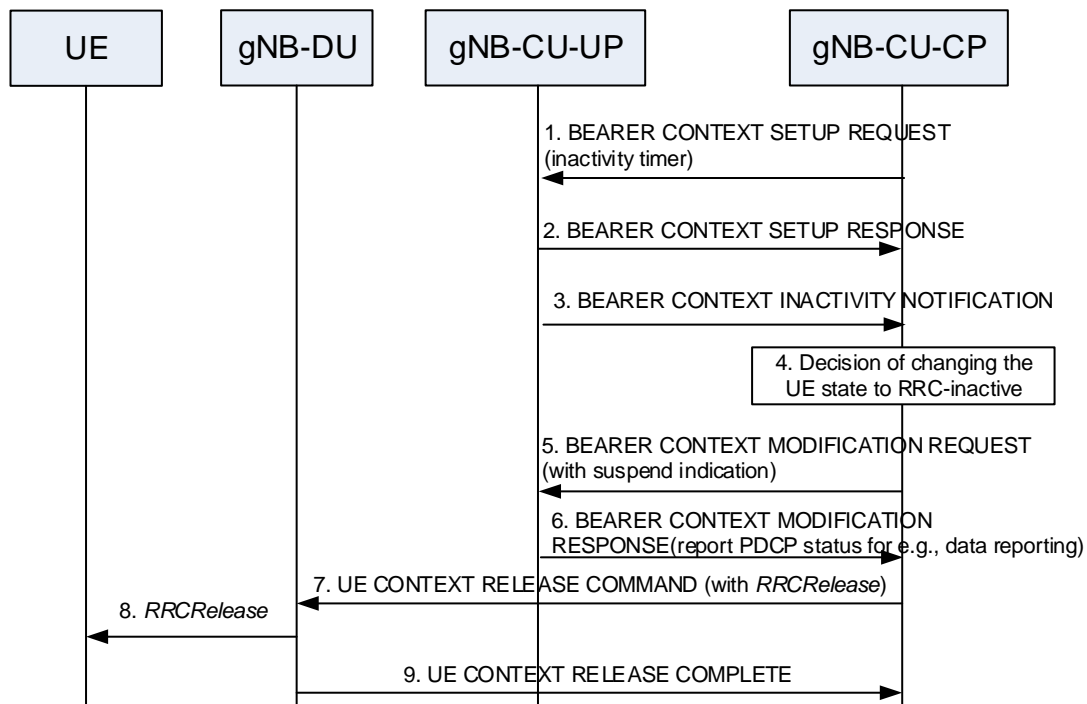 UE
gNB-DU
gNB-CU-UP
gNB-CU-CP
1. BEARER CONTEXT SETUP REQUEST
(inactivity timer)
2. BEARER CONTEXT SETUP RESPONSE
3. BEARER CONTEXT INACTIVITY NOTIFICATION
4. Decision of changing the
UE state to RRC-inactive
5. BEARER CONTEXT MODIFICATION REQUEST
(with suspend indication)
6. BEARER CONTEXT MODIFICATION
RESPONSE(report PDCP status for e.g., data reporting)
7. UE CONTEXT RELEASE COMMAND (with RRCRelease)
8. RRCRelease
9. UE CONTEXT RELEASE COMPLETE